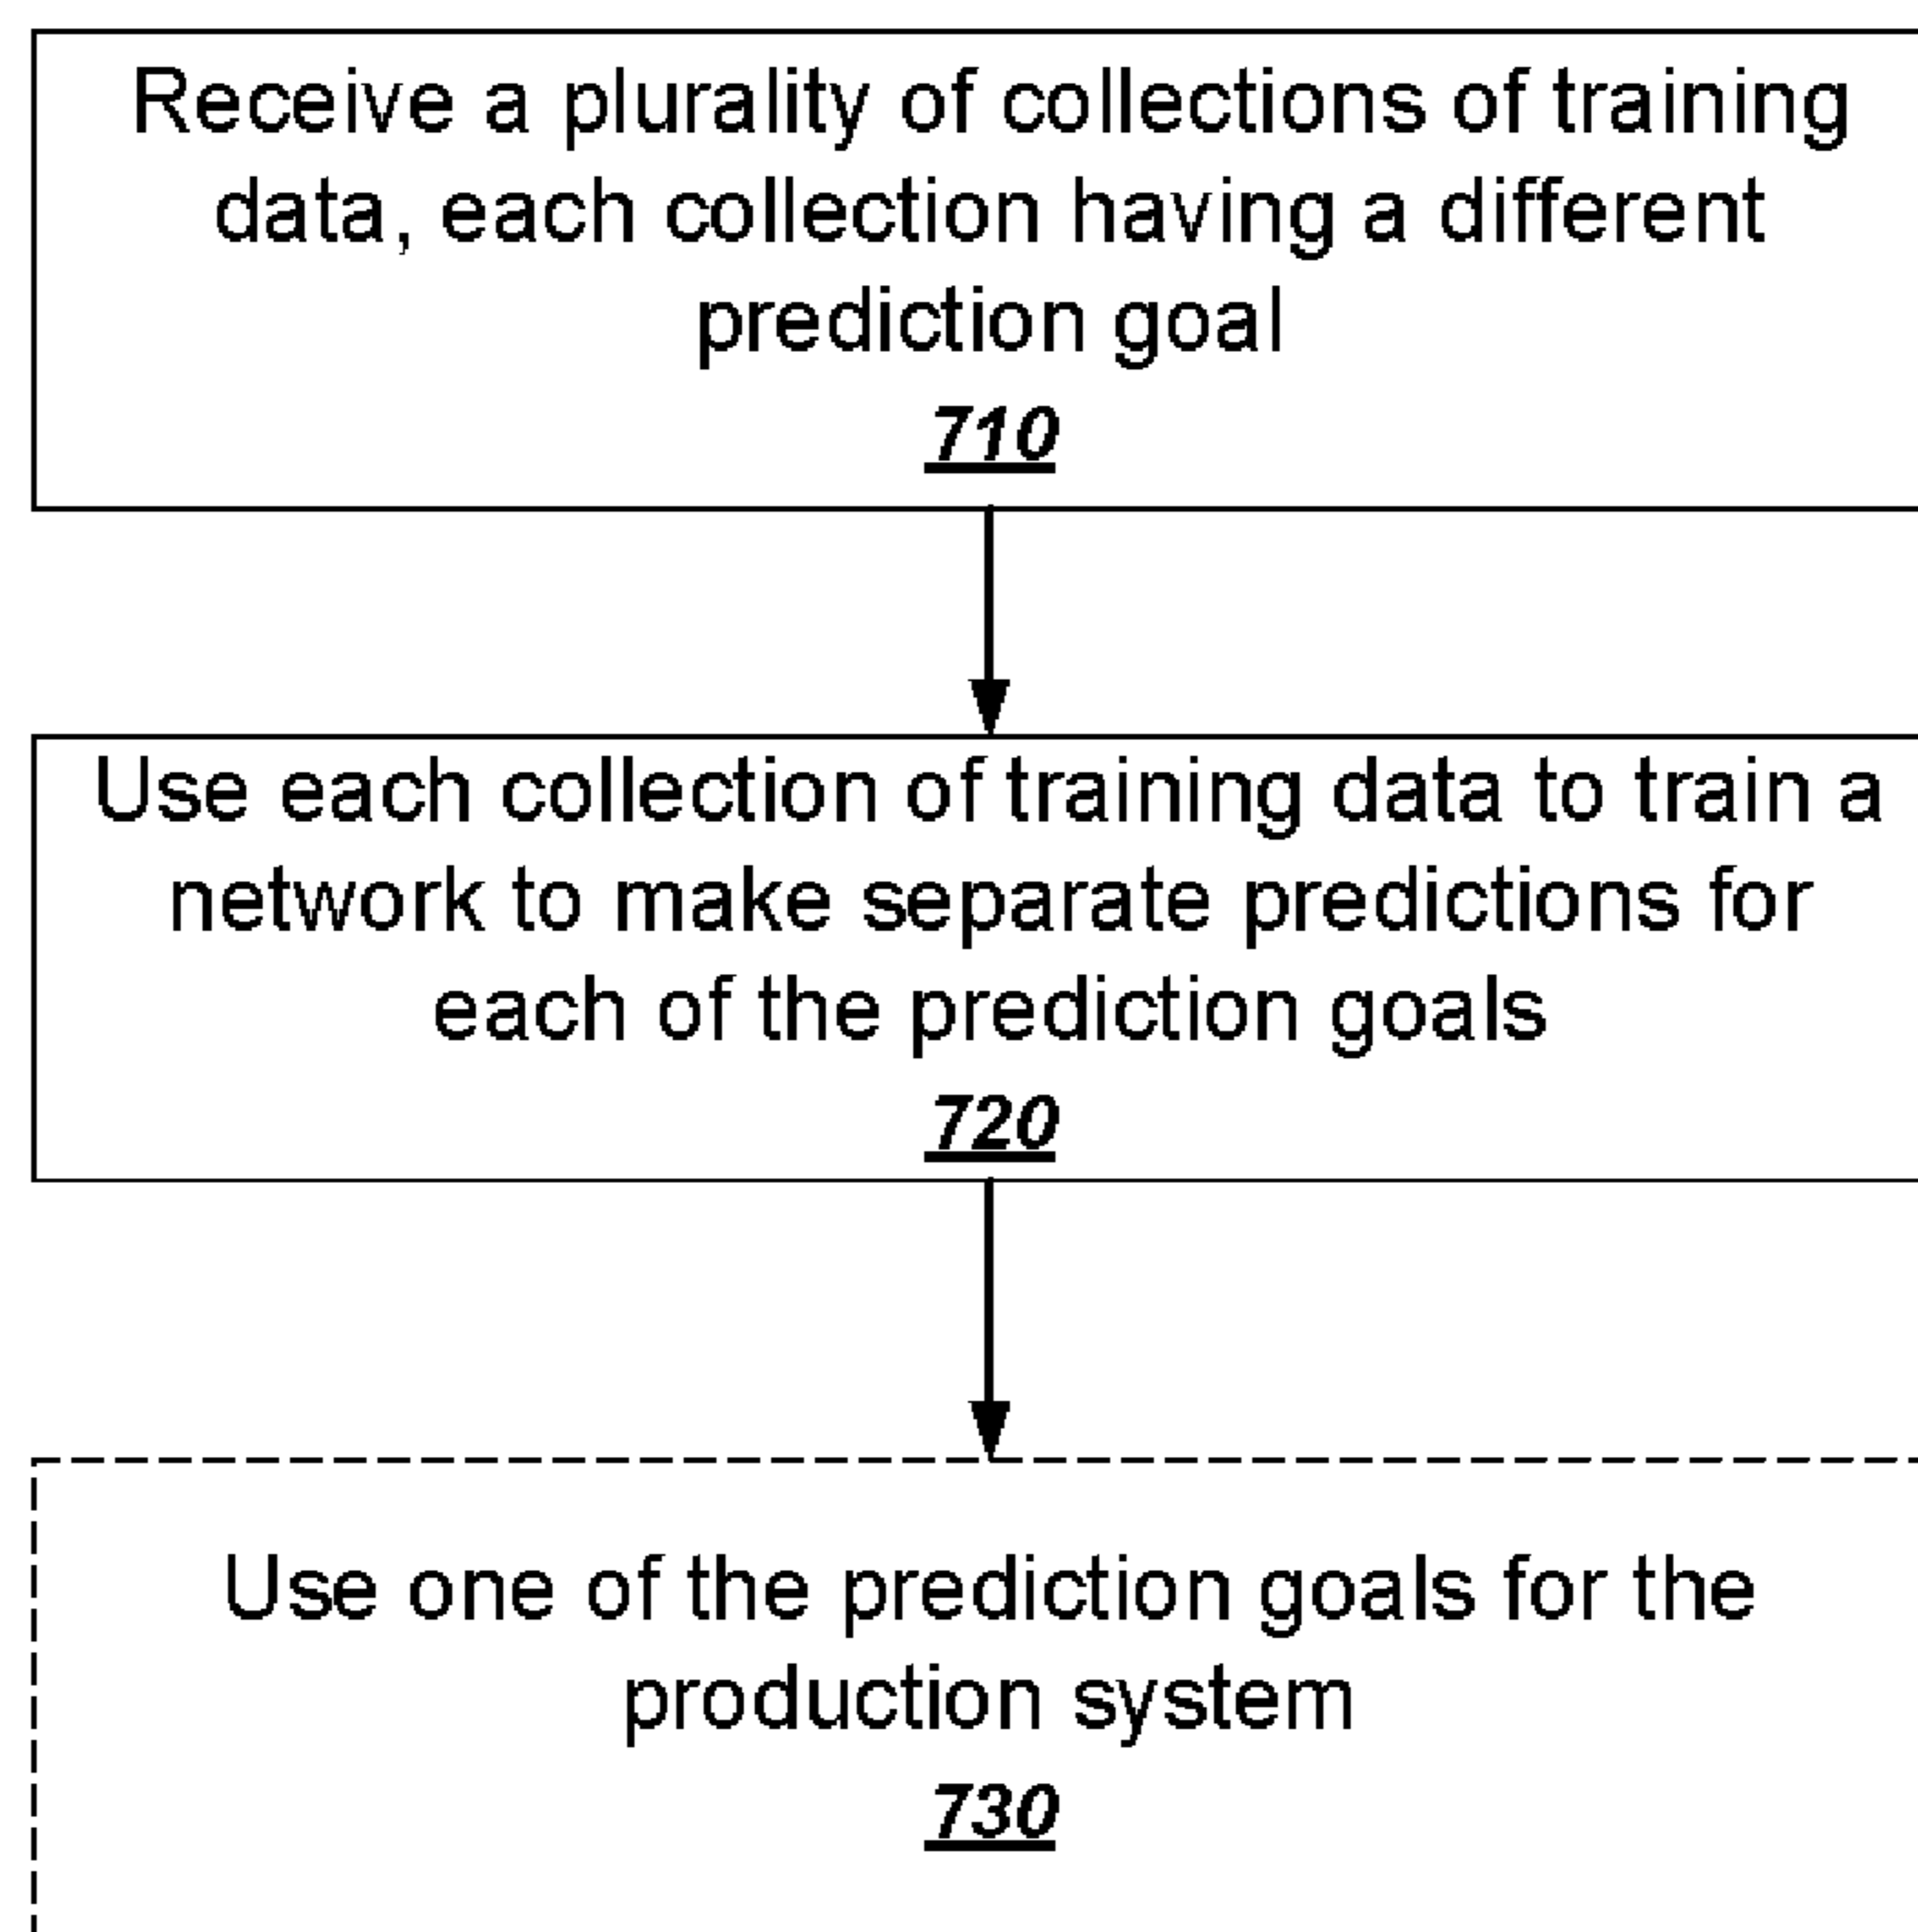 Receive a plurality of collections of training
data, each collection having a different
prediction goal
710
Use each collection of training data to train a
network to make separate predictions for
each of the prediction goals
720
Use one of the prediction goals for the
production system
730